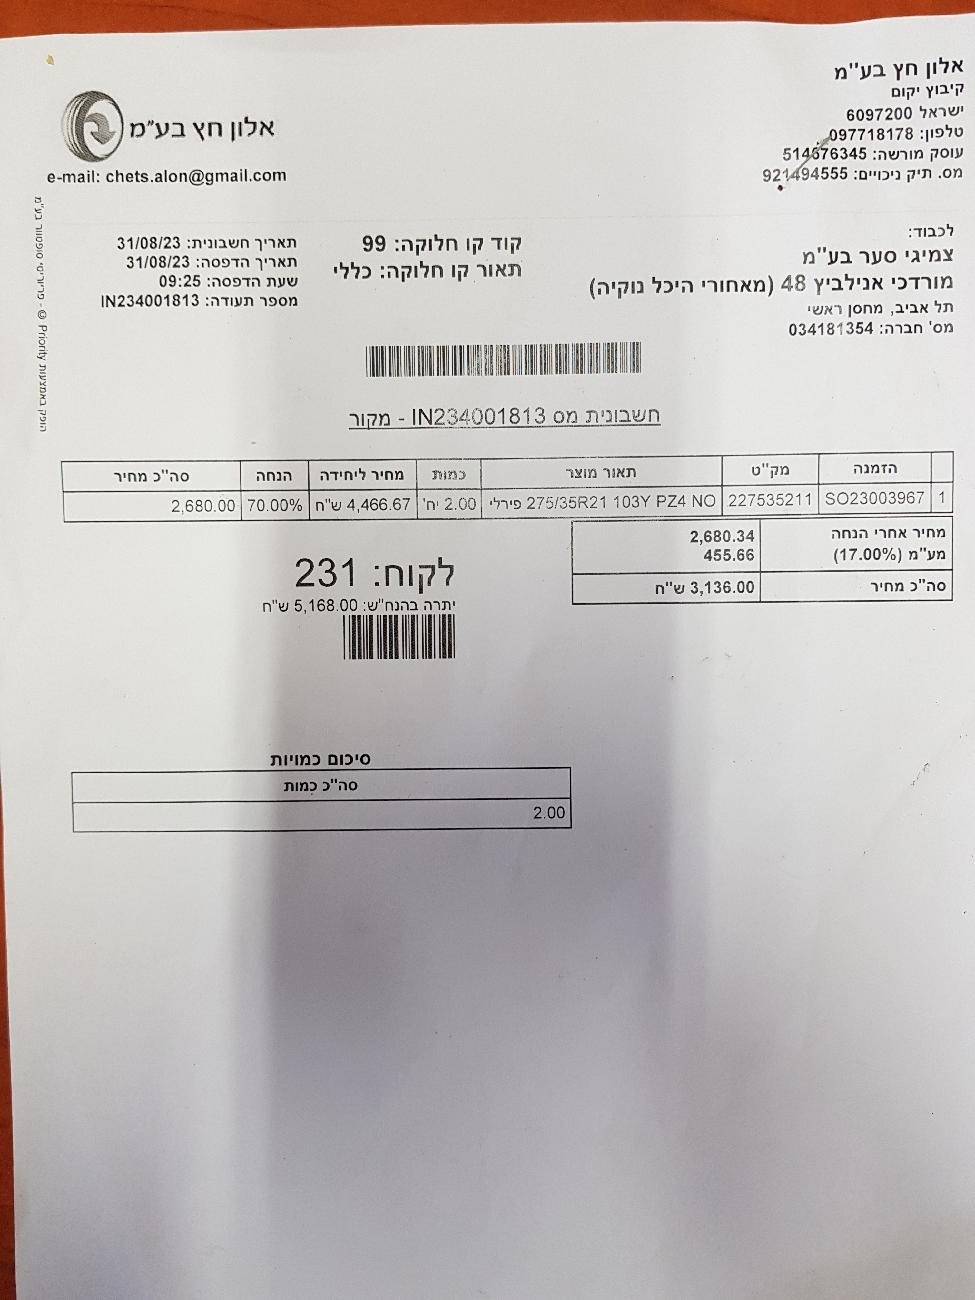 אלון חץ בע''מ
קיבוץ יקום
ישראל 6097200
טלפון: 097718178
עוסק מורשה: 514676345
מס. תיק ניכויים: 921494555
אלון חץ בע"מ
e-mail: chets.alon@gmail.com
לכבוד:
צמיגי סער בע''מ
מורדכי אנילביץ 48 (מאחורי היכל נוקיה)
תל אביב, מחסן ראשי
מס' חברה: 034181354
קוד קו חלוקה: 99
תאור קו חלוקה: כללי
תאריך חשבונית: 31/08/23
תאריך הדפסה: 31/08/23
שעת הדפסה: 09:25
מספר תעודה: IN234001813
הופק באמצעות Priority © - פריוריטי סופטוור בע"מ
חשבונית מס IN234001813 - מקור
הזמנה מק''ט תאור מוצר כמות מחיר ליחידה הנחה סה''כ מחיר
1 SO23003967 227535211 275/35R21 103Y PZ4 NO פירלי 2.00 יח' 4,466.67 ש''ח 70.00% 2,680.00
מחיר אחרי הנחה 2,680.34
מע''מ (17.00%) 455.66
סה''כ מחיר 3,136.00 ש''ח
לקוח: 231
יתרה בהנח''ש: 5,168.00 ש''ח
סיכום כמויות
סה''כ כמות
2.00